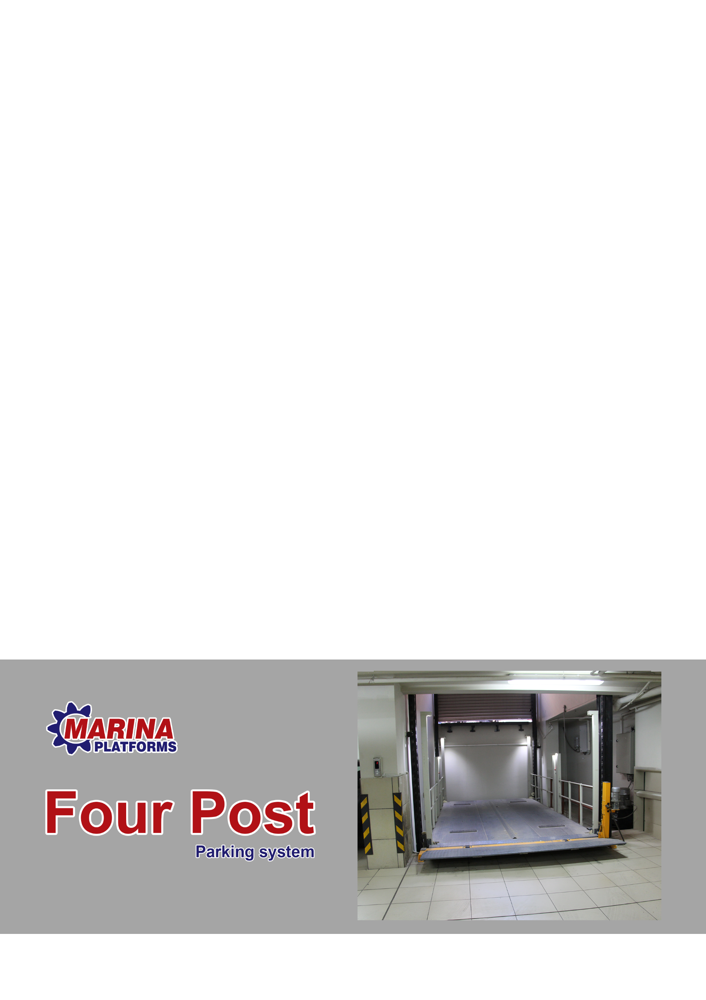 MARINA
PLATFORMS
Four Post
Parking system